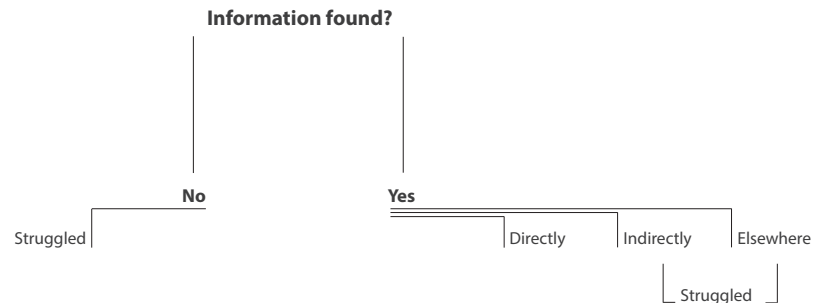 Information found?
No
Yes
Struggled
Directly
Indirectly
Elsewhere
Struggled